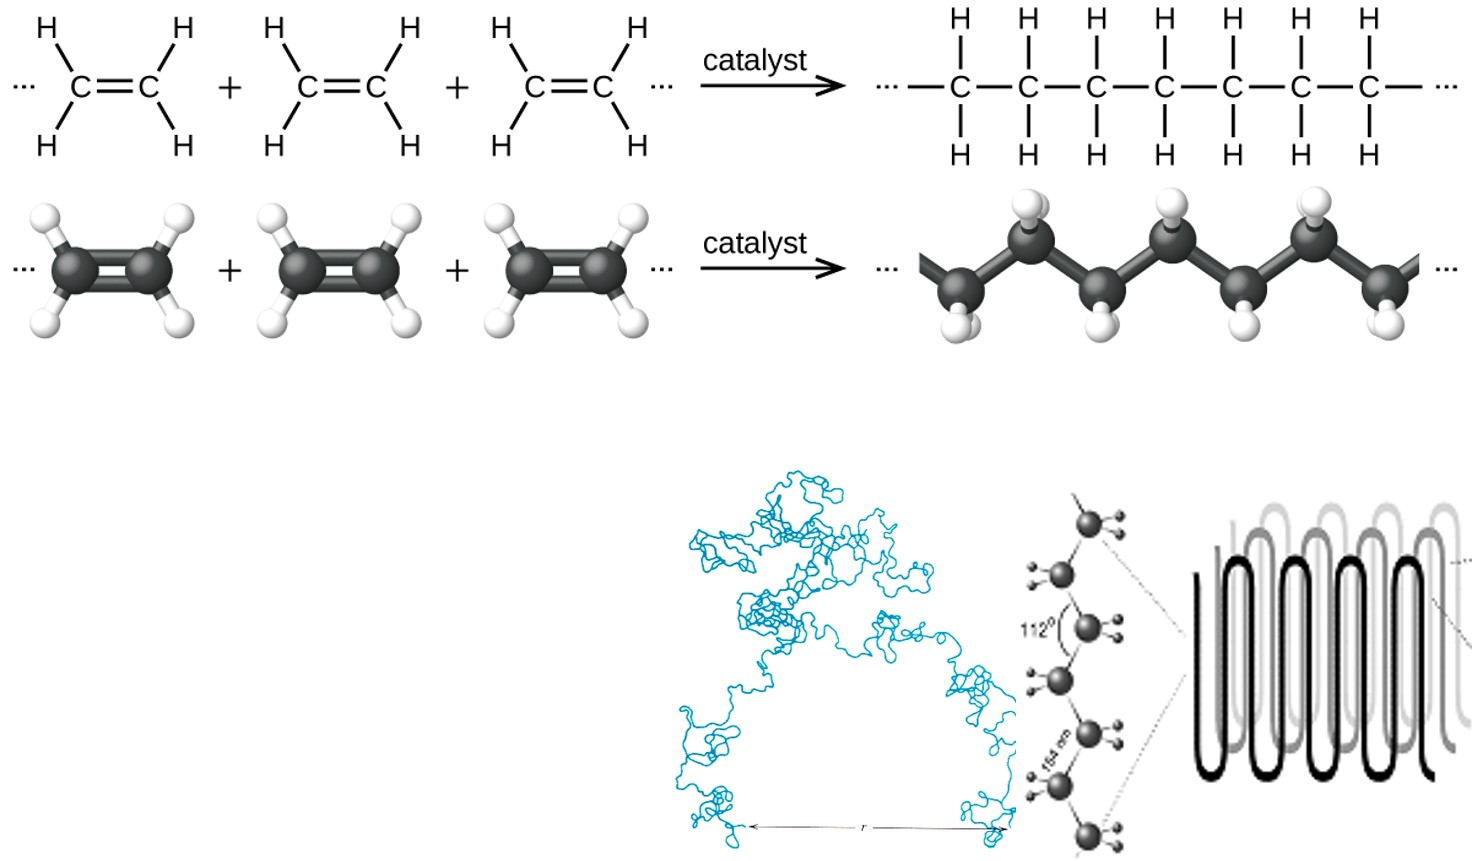 H H H H H H H H H H H H H
... C C + C C + C C ... catalyst ... C C C C C C C ...
H H H H H H H H H H H H H
... + + ... catalyst ...
112°
154 nm
r